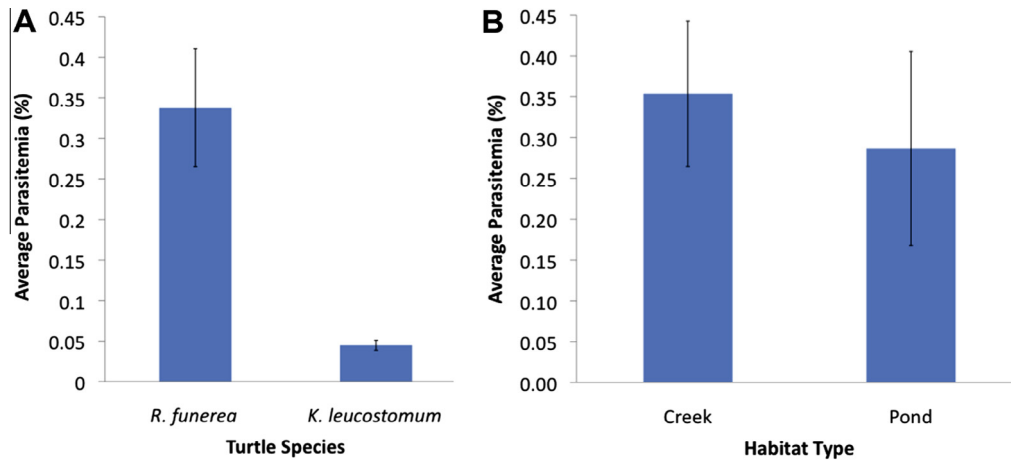 A
0.45
0.4
0.35
0.3
0.25
0.2
0.15
0.1
0.05
0
Average Parasitemia (%)
R. funerea
K. leucostomum
Turtle Species
B
0.45
0.40
0.35
0.30
0.25
0.20
0.15
0.10
0.05
0.00
Average Parasitemia (%)
Creek
Pond
Habitat Type